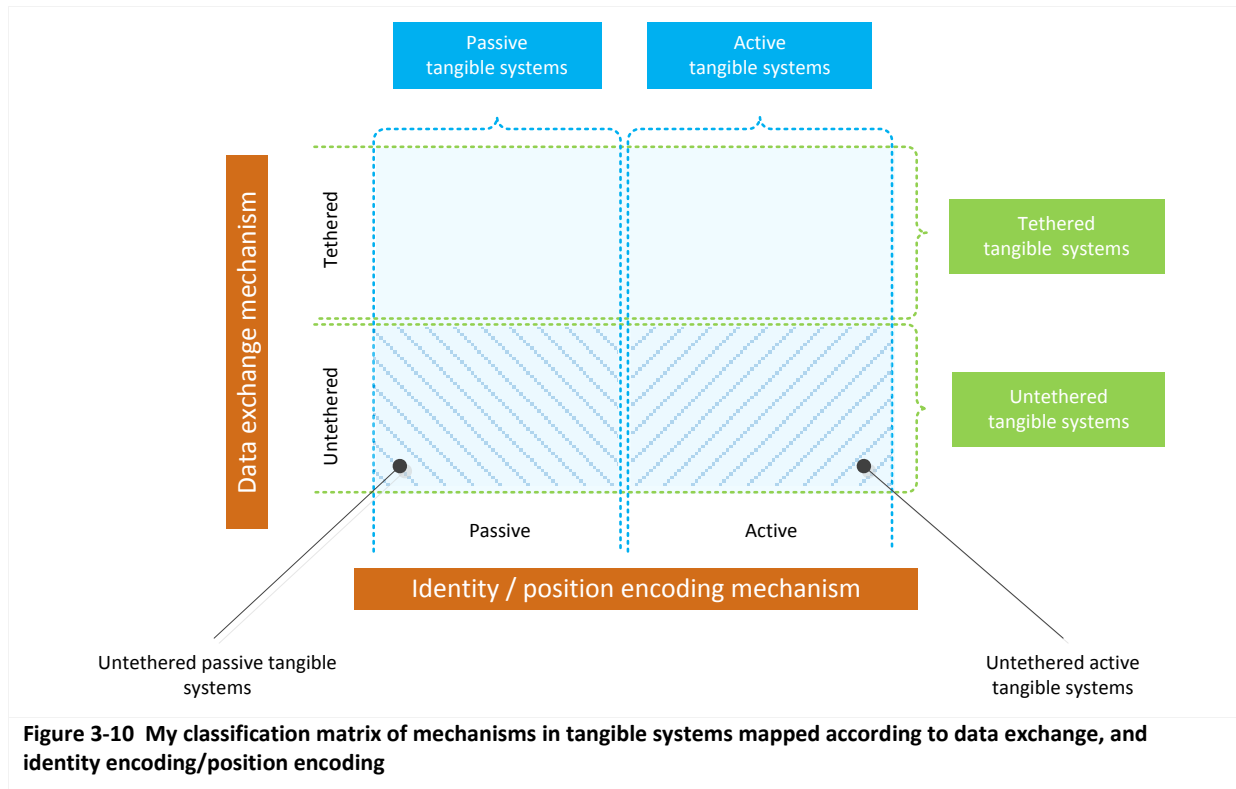 Passive
tangible systems
Active
tangible systems
Data exchange mechanism
Tethered
Untethered
Tethered
tangible systems
Untethered
tangible systems
Passive
Active
Identity / position encoding mechanism
Untethered passive tangible
systems
Untethered active
tangible systems
Figure 3-10 My classification matrix of mechanisms in tangible systems mapped according to data exchange, and
identity encoding/position encoding